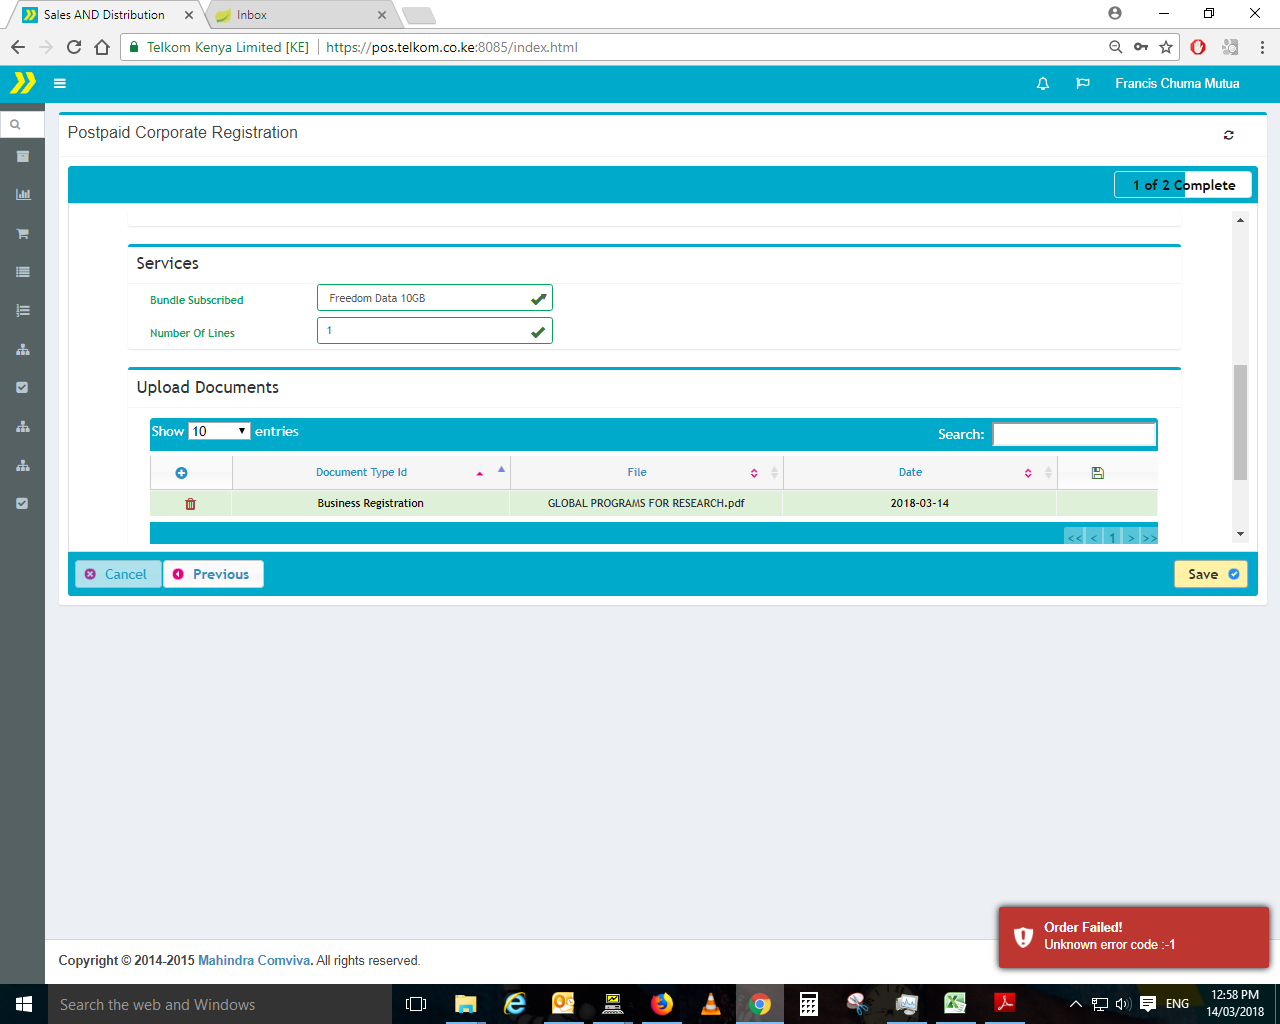 Sales AND Distribution
Inbox
Telkom Kenya Limited [KE]
https://pos.telkom.co.ke:8085/index.html
Francis Chuma Mutua
Postpaid Corporate Registration
1 of 2 Complete
Services
Bundle Subscribed
Freedom Data 10GB
Number Of Lines
1
Upload Documents
Show 10 entries
Search:
Document Type Id
File
Date
Business Registration
GLOBAL PROGRAMS FOR RESEARCH.pdf
2018-03-14
<< < 1 > >>
Cancel
Previous
Save
Order Failed!
Unknown error code :-1
Copyright © 2014-2015 Mahindra Comviva. All rights reserved.
Search the web and Windows
ENG
12:58 PM
14/03/2018